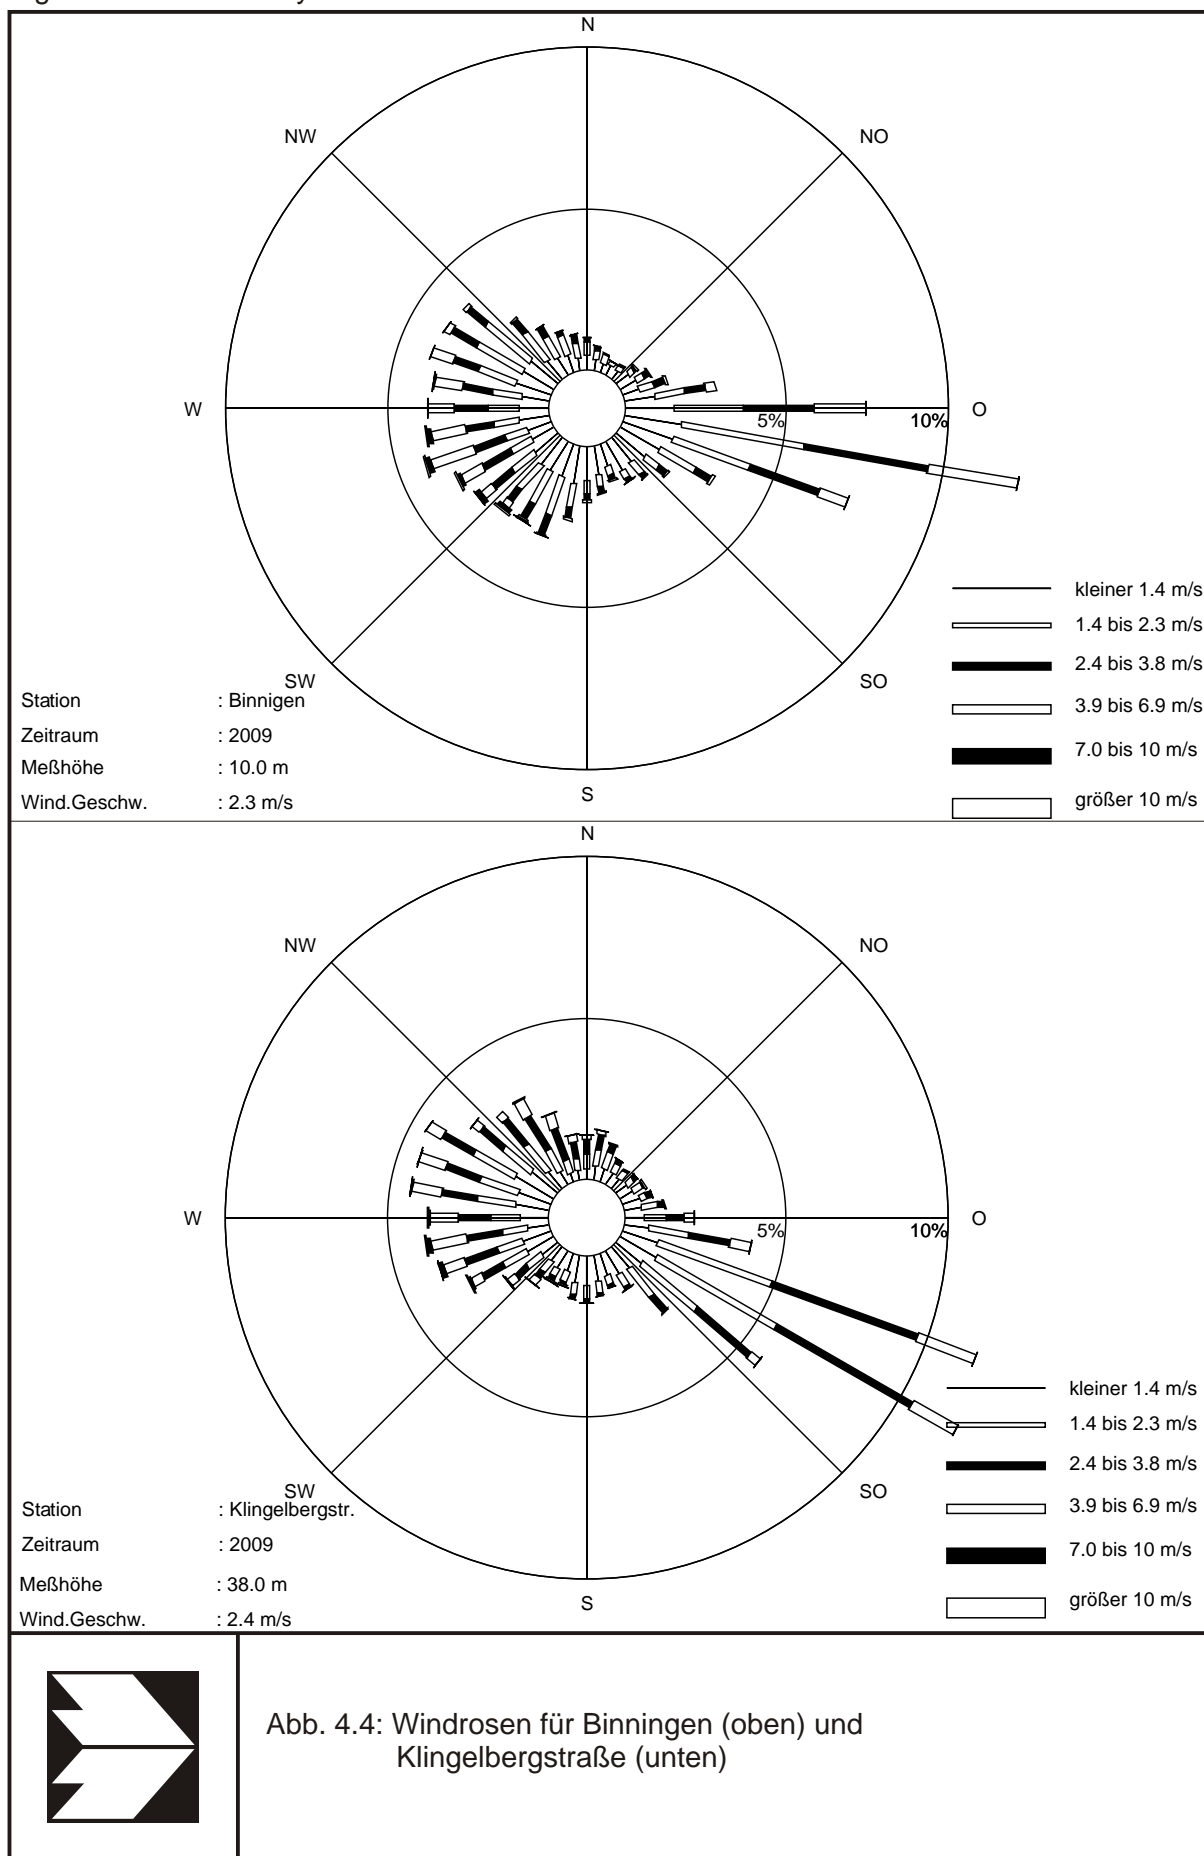 N
NW
NO
W
5%
10%
O
SW
SO
S
kleiner 1.4 m/s
1.4 bis 2.3 m/s
2.4 bis 3.8 m/s
3.9 bis 6.9 m/s
7.0 bis 10 m/s
größer 10 m/s
Station : Binnigen
Zeitraum : 2009
Meßhöhe : 10.0 m
Wind.Geschw. : 2.3 m/s
N
NW
NO
W
5%
10%
O
SW
SO
S
kleiner 1.4 m/s
1.4 bis 2.3 m/s
2.4 bis 3.8 m/s
3.9 bis 6.9 m/s
7.0 bis 10 m/s
größer 10 m/s
Station : Klingelbergstr.
Zeitraum : 2009
Meßhöhe : 38.0 m
Wind.Geschw. : 2.4 m/s
Abb. 4.4: Windrosen für Binningen (oben) und
Klingelbergstraße (unten)